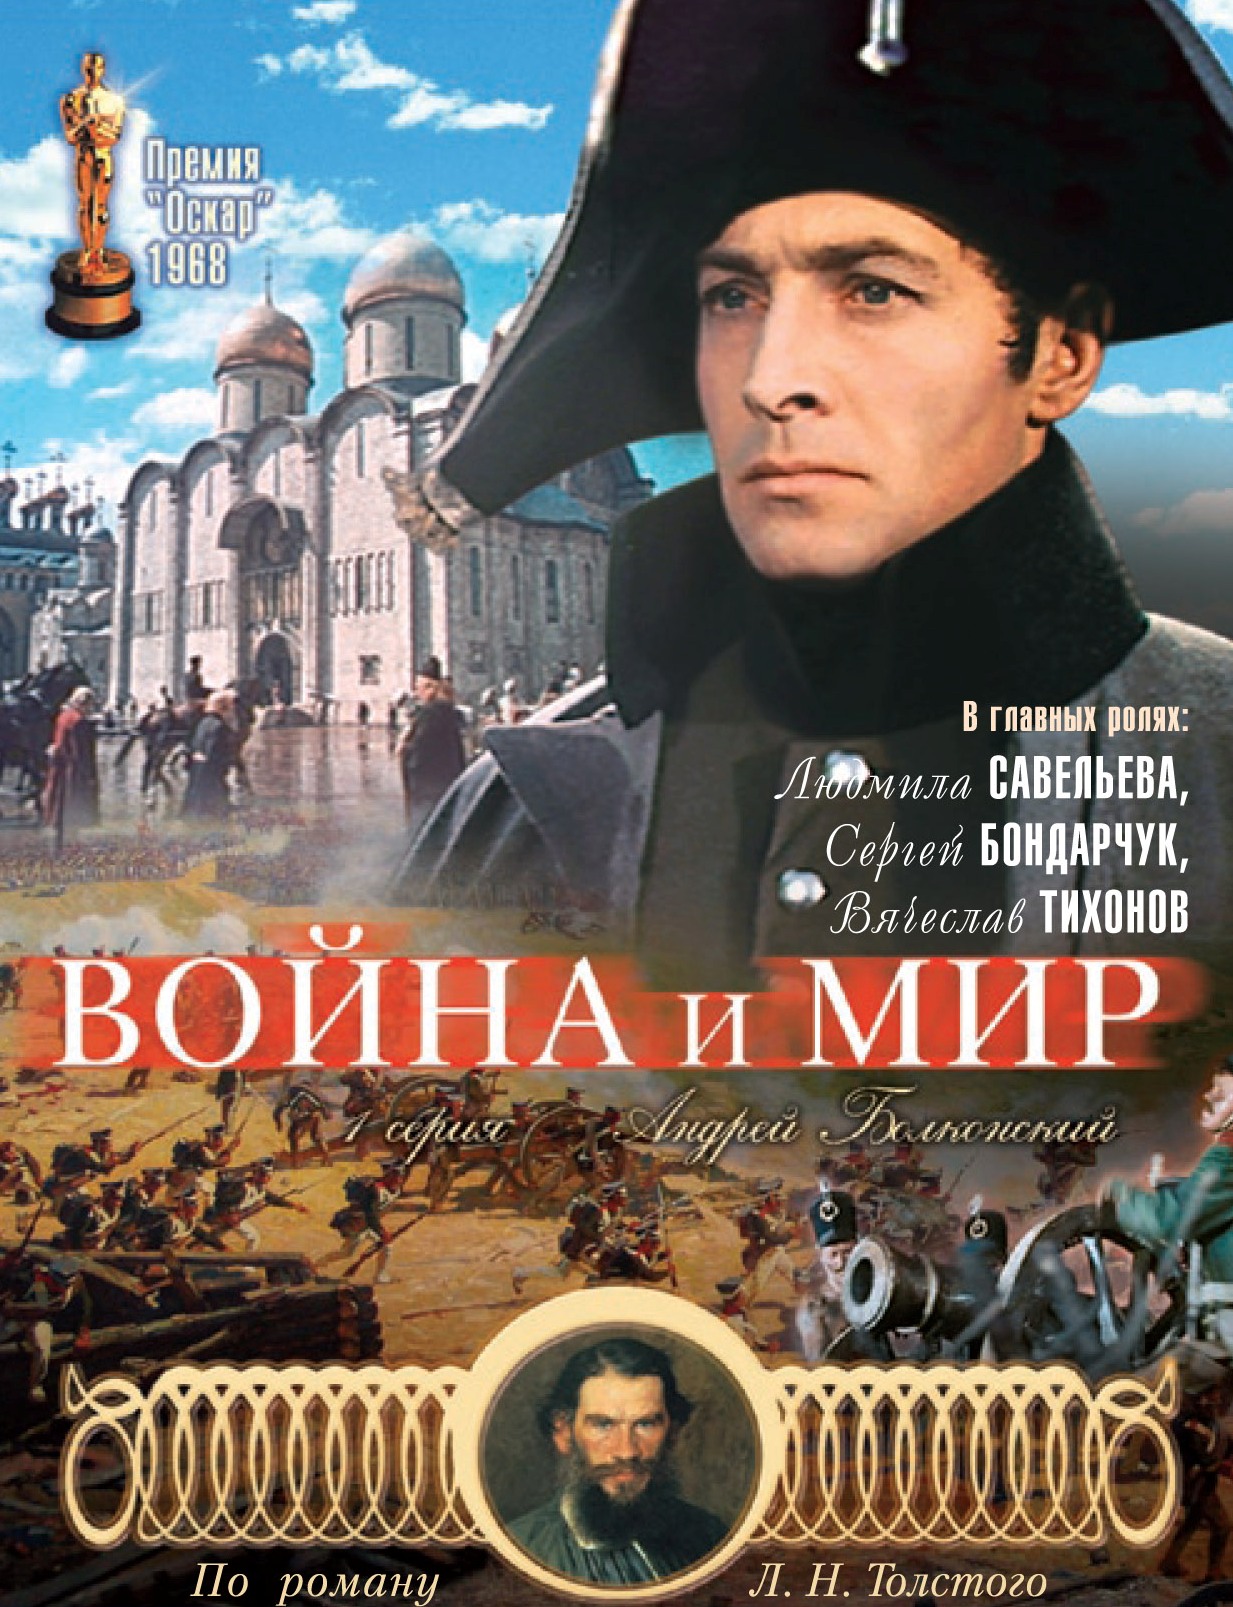 Премия
"Оскар"
1968
В главных ролях:
Людмила САВЕЛЬЕВА,
Сергей БОНДАРЧУК,
Вячеслав ТИХОНОВ
ВОЙНА и МИР
1 серия Андрей Болконский
По роману Л. Н. Толстого